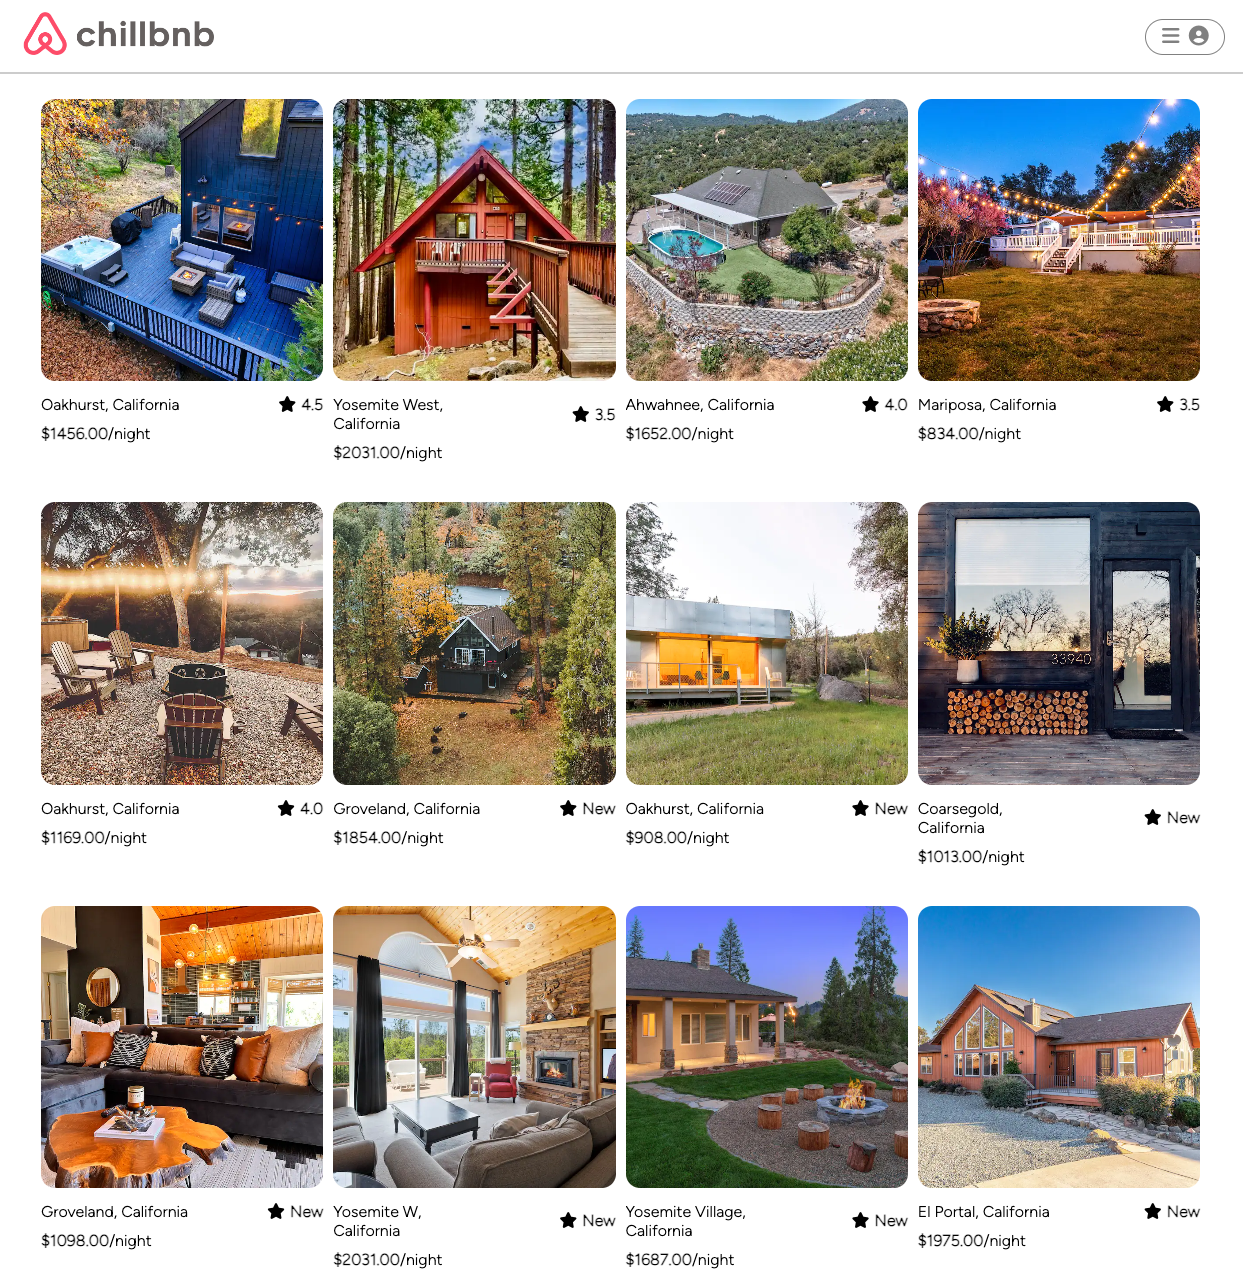 chillbnb
Oakhurst, California
4.5
$1456.00/night
Yosemite West,
California
3.5
$2031.00/night
Ahwahnee, California
4.0
$1652.00/night
Mariposa, California
3.5
$834.00/night
33940
Oakhurst, California
4.0
$1169.00/night
Groveland, California
New
$1854.00/night
Oakhurst, California
New
$908.00/night
Coarsegold,
California
New
$1013.00/night
Groveland, California
New
$1098.00/night
Yosemite W,
California
New
$2031.00/night
Yosemite Village,
California
New
$1687.00/night
El Portal, California
New
$1975.00/night